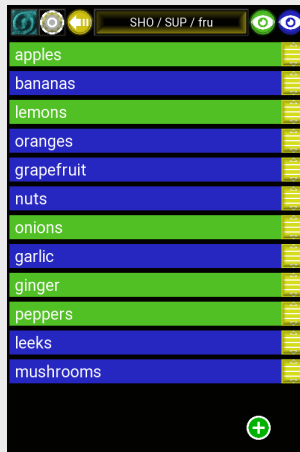 SHO / SUP / fru
apples
bananas
lemons
oranges
grapefruit
nuts
onions
garlic
ginger
peppers
leeks
mushrooms